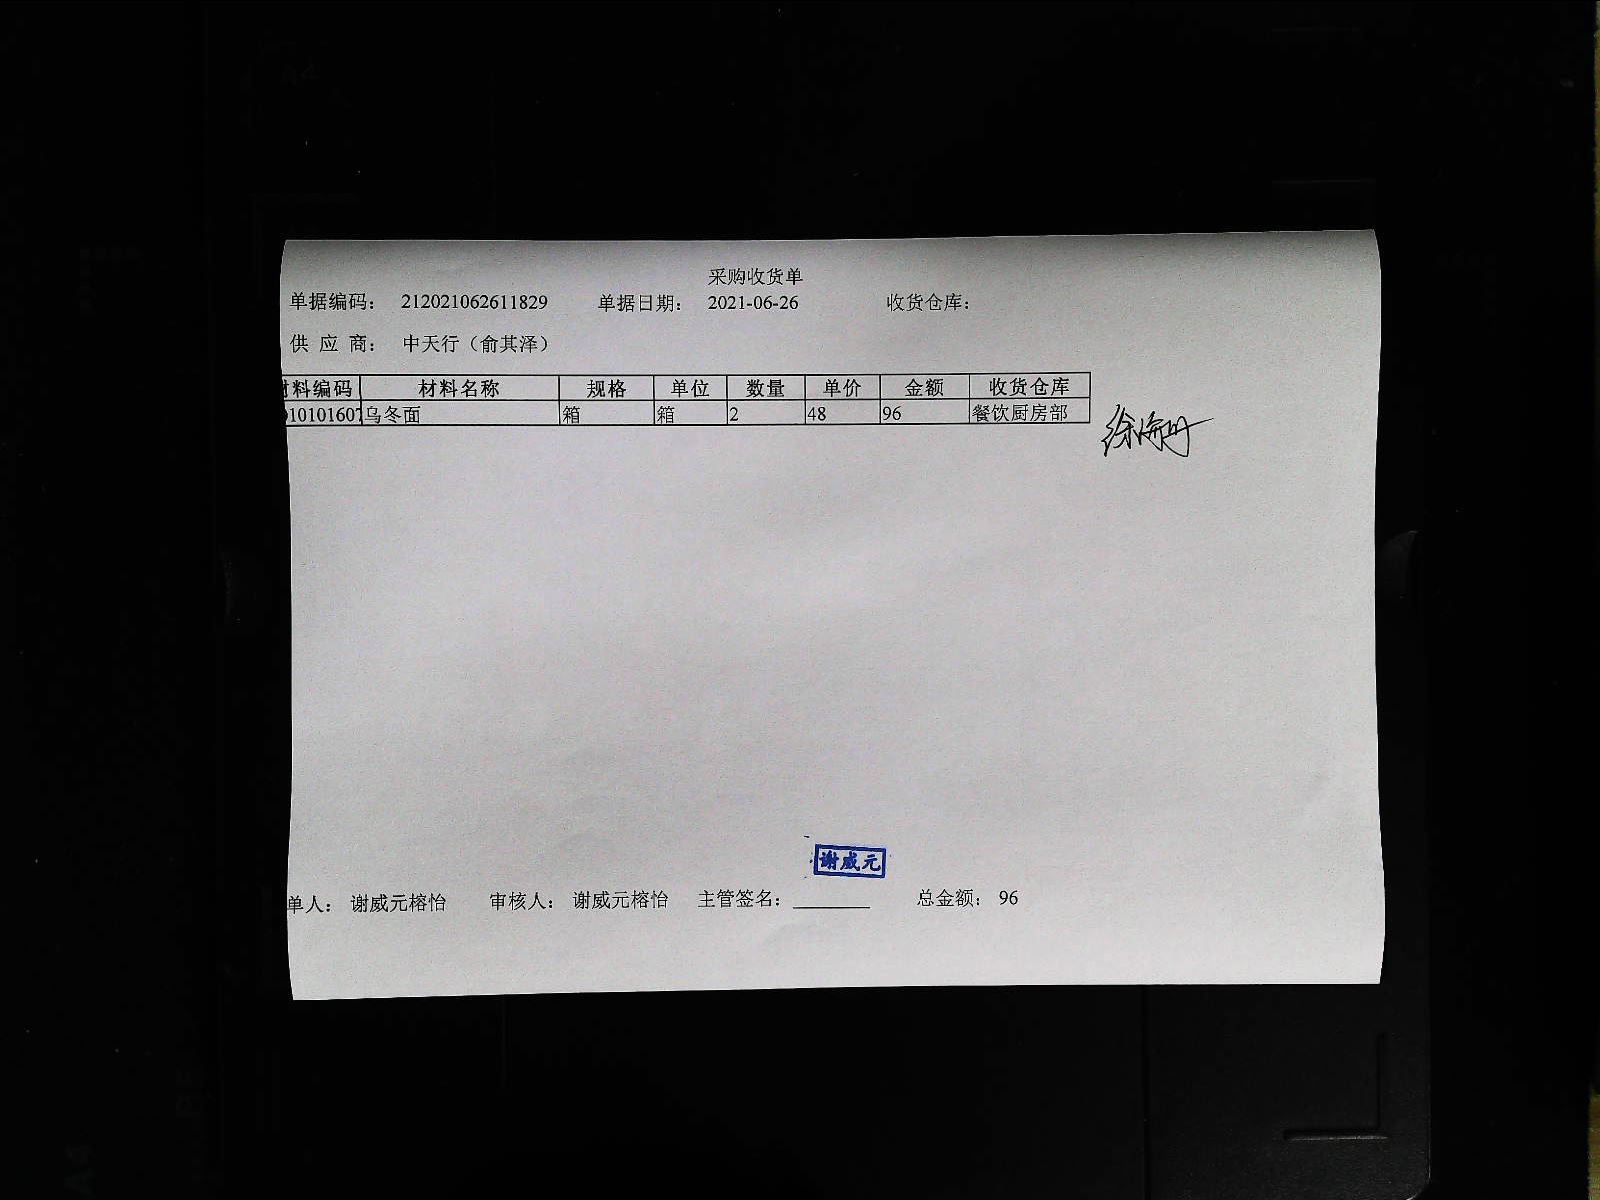 采购收货单
单据编码： 212021062611829 单据日期： 2021-06-26 收货仓库：
供 应 商： 中天行（俞其泽）
材料编码 材料名称 规格 单位 数量 单价 金额 收货仓库
10101607 乌冬面 箱 箱 2 48 96 餐饮厨房部
谢威元
单人： 谢威元榕怡 审核人： 谢威元榕怡 主管签名： 总金额： 96